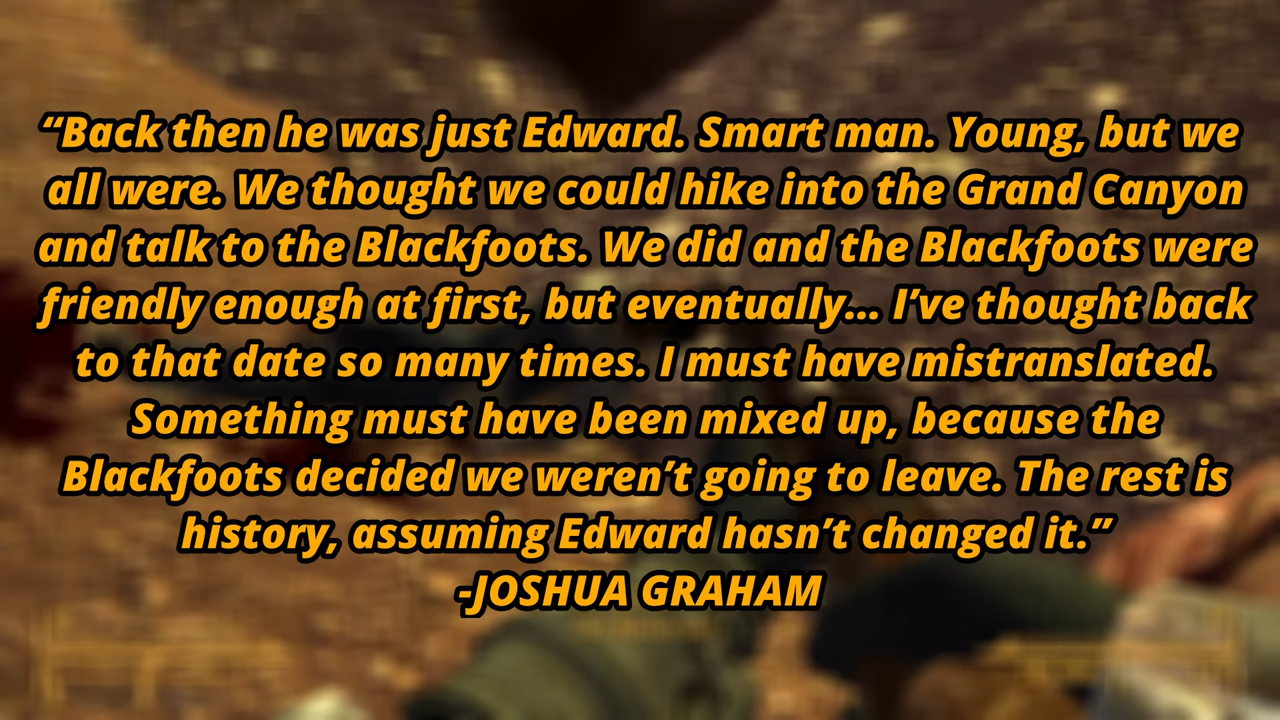 “Back then he was just Edward. Smart man. Young, but we
all were. We thought we could hike into the Grand Canyon
and talk to the Blackfoots. We did and the Blackfoots were
friendly enough at first, but eventually... I’ve thought back
to that date so many times. I must have mistranslated.
Something must have been mixed up, because the
Blackfoots decided we weren’t going to leave. The rest is
history, assuming Edward hasn’t changed it.”
-JOSHUA GRAHAM